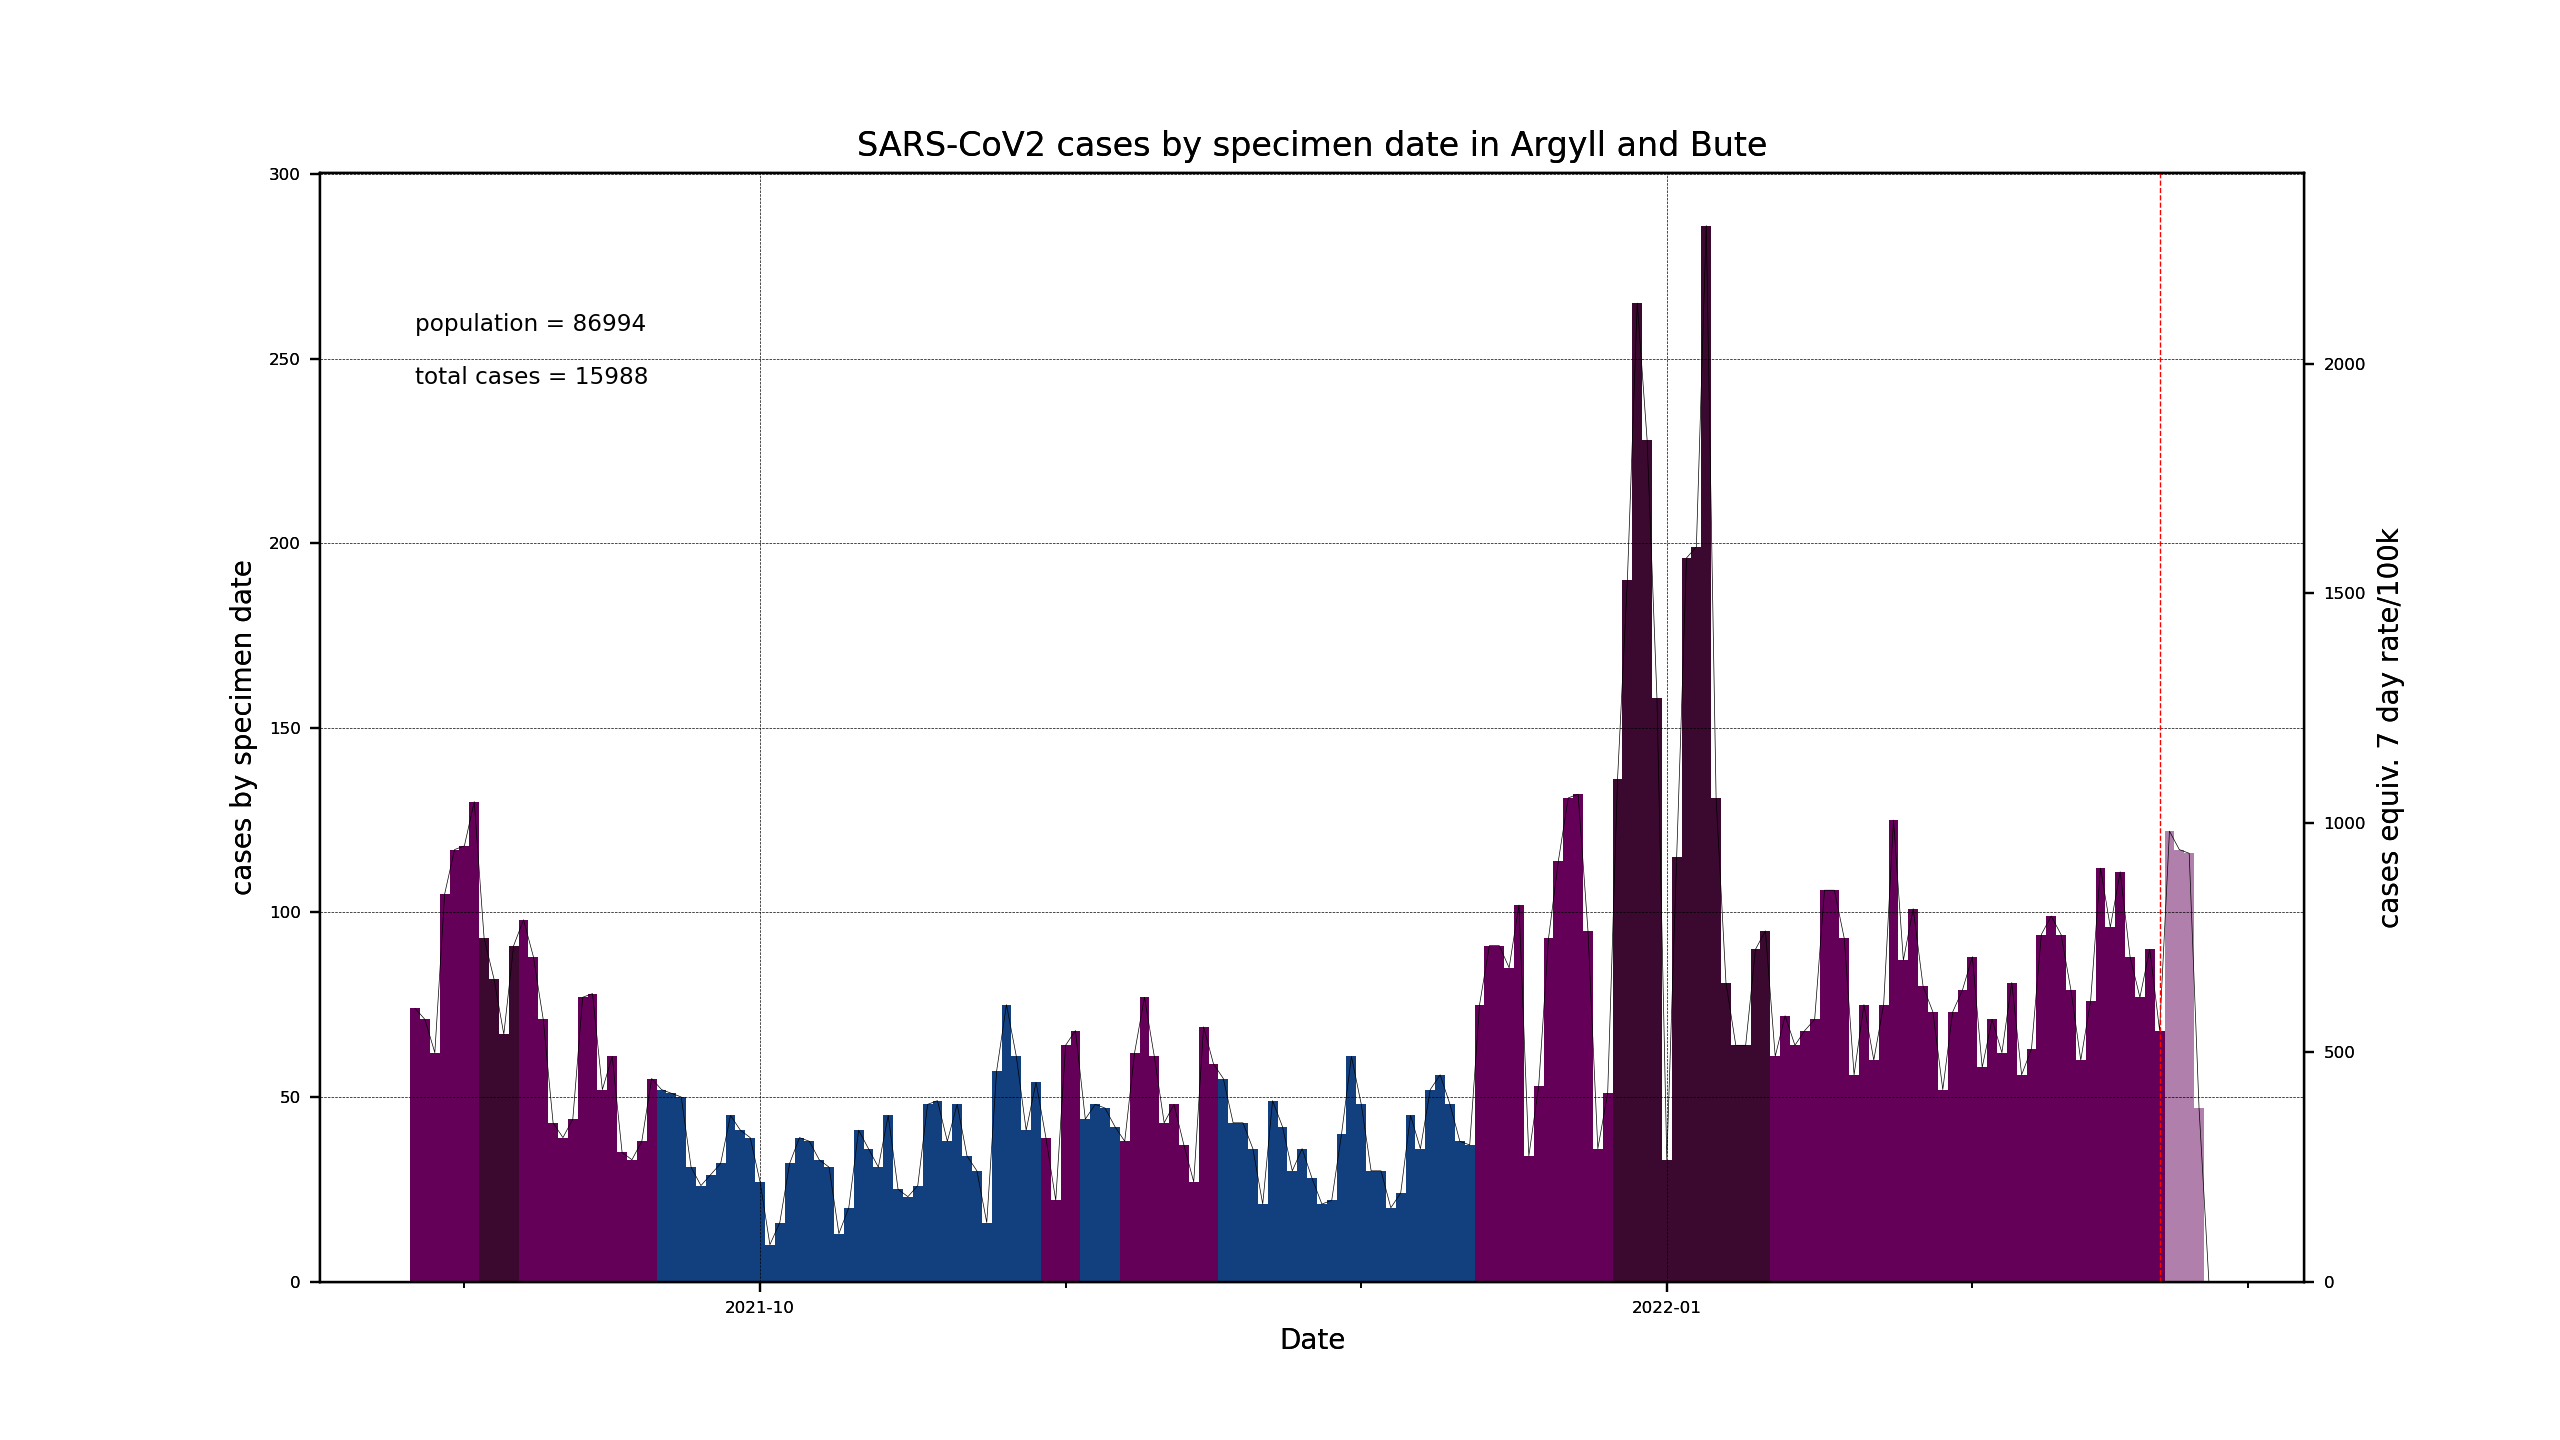 SARS-CoV2 cases by specimen date in Argyll and Bute
300
250
200
150
100
50
0
cases by specimen date
population = 86994
total cases = 15988
2000
1500
1000
500
0
cases equiv. 7 day rate/100k
2021-10
2022-01
Date